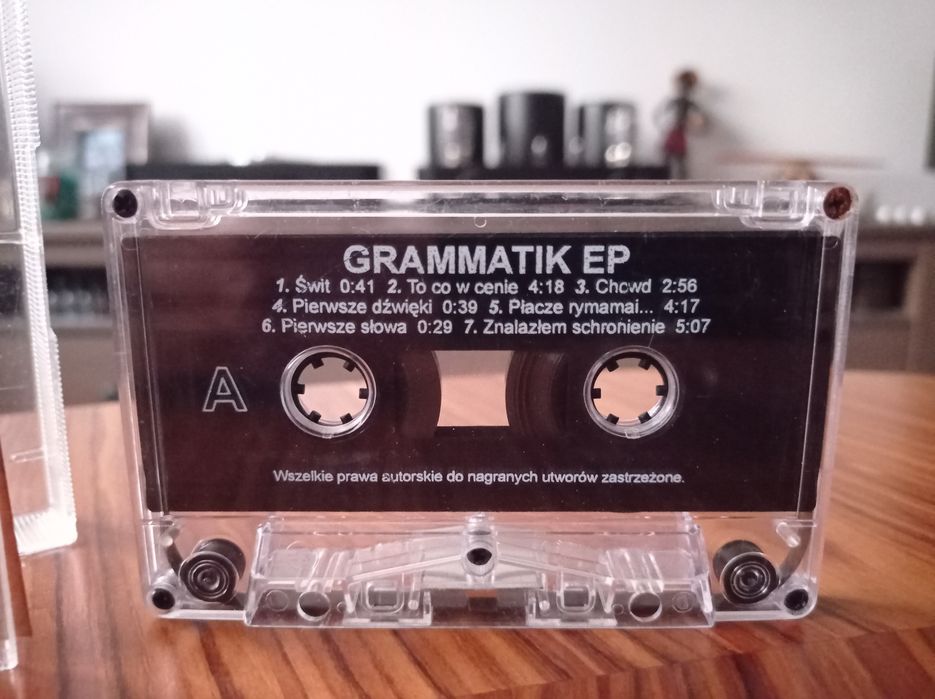 GRAMMATIK EP
1. Świt 0:41 2. To co w cenie 4:18 3. Chowd 2:56
4. Pierwsze dźwięki 0:39 5. Płacze rymamai... 4:17
6. Pierwsze słowa 0:29 7. Znalazłem schronienie 5:07
A
Wszelkie prawa autorskie do nagranych utworów zastrzeżone.